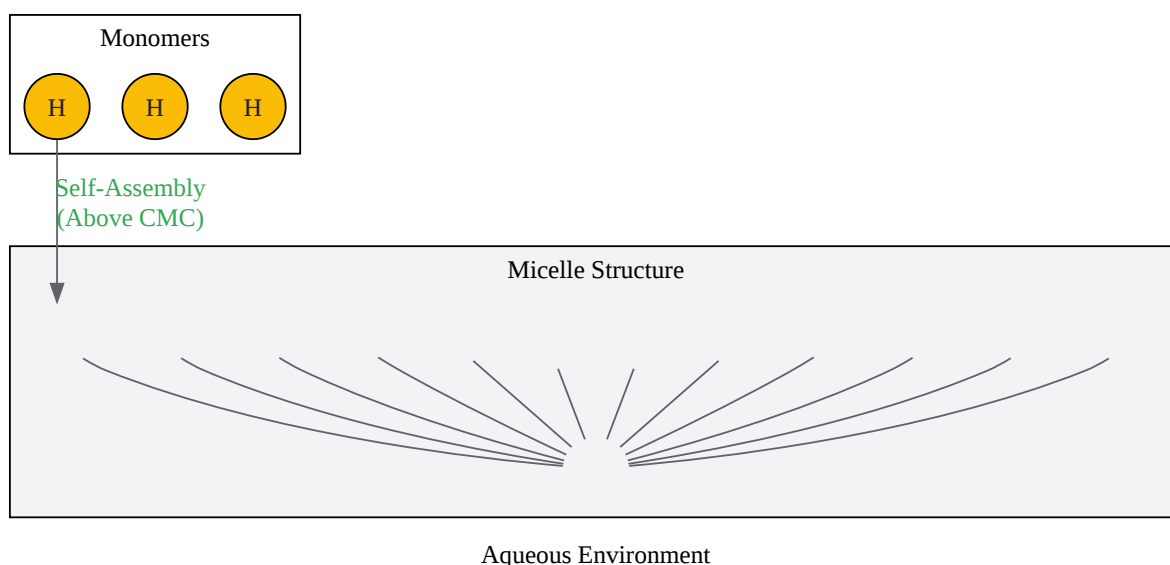 Monomers
H H H
Self-Assembly
(Above CMC)
Micelle Structure
Aqueous Environment